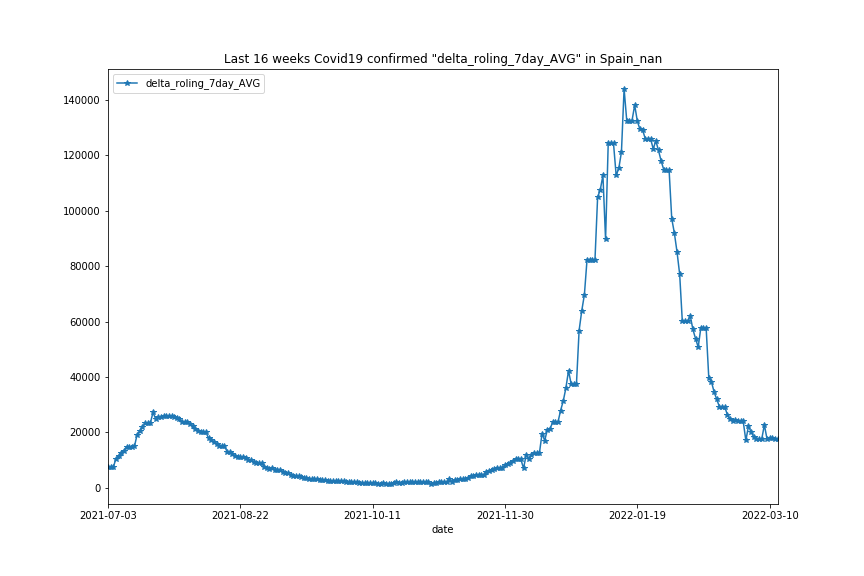 Last 16 weeks Covid19 confirmed "delta_roling_7day_AVG" in Spain_nan
delta_roling_7day_AVG
140000
120000
100000
80000
60000
40000
20000
0
2021-07-03 2021-08-22 2021-10-11 2021-11-30 2022-01-19 2022-03-10
date